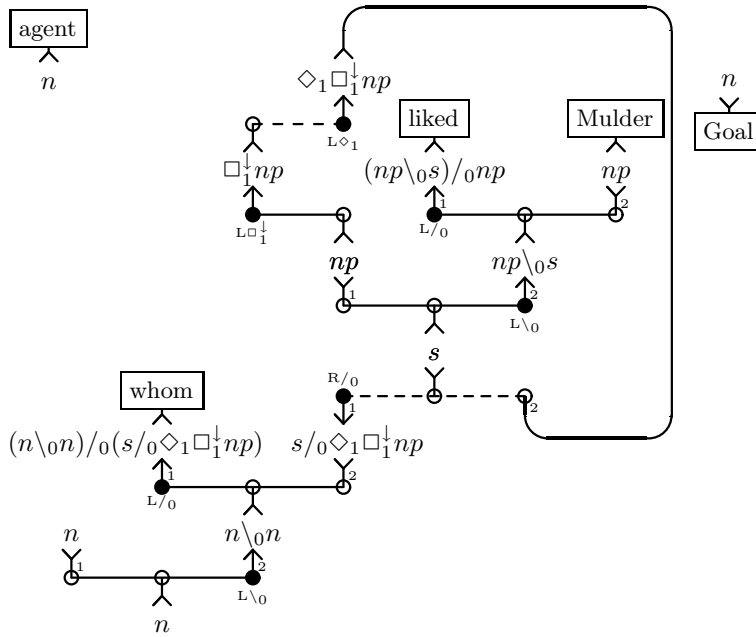 agent
n
◇₁□₁↓np
n
liked
Mulder
Goal
L◇₁
□₁↓np
(np\₀s)/₀np
np
1
2
L□₁↓
L/₀
np
np\₀s
1
2
L\₀
s
R/₀
whom
1
2
(n\₀n)/₀(s/₀◇₁□₁↓np)
s/₀◇₁□₁↓np
1
2
L/₀
n
n\₀n
1
2
L\₀
n